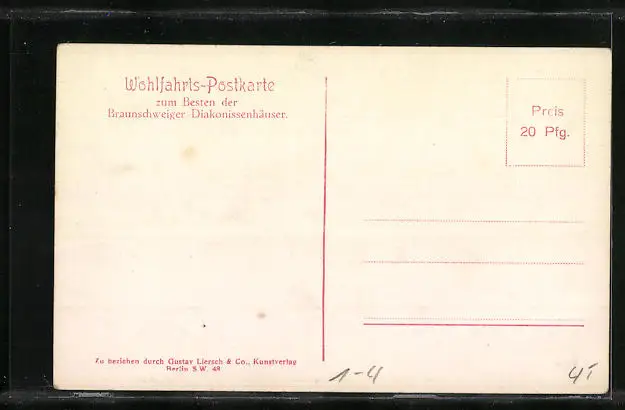 Wohlfahrts-Postkarte
zum Besten der
Braunschweiger Diakonissenhäuser.
Preis
20 Pfg.
Zu beziehen durch Gustav Liersch & Co., Kunstverlag
Berlin S.W. 48
1-4